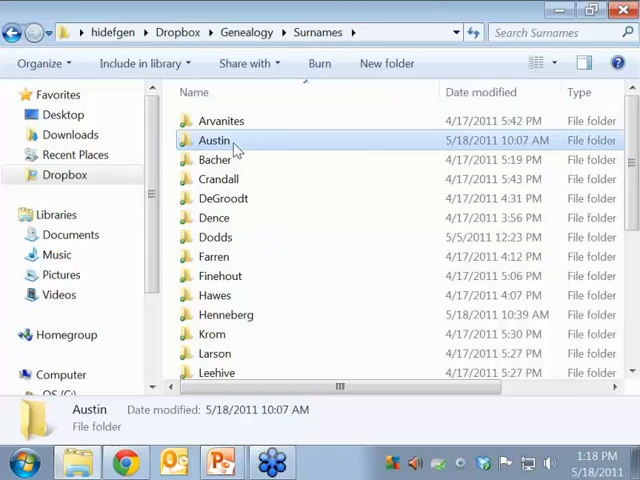 hidefgen ▸ Dropbox ▸ Genealogy ▸ Surnames ▸ Search Surnames
Organize Include in library Share with Burn New folder
Favorites
Desktop
Downloads
Recent Places
Dropbox
Libraries
Documents
Music
Pictures
Videos
Homegroup
Computer
Name Date modified Type
Arvanites 4/17/2011 5:42 PM File folder
Austin 5/18/2011 10:07 AM File folder
Bacher 4/17/2011 5:19 PM File folder
Crandall 4/17/2011 5:43 PM File folder
DeGroodt 4/17/2011 4:31 PM File folder
Dence 4/17/2011 3:56 PM File folder
Dodds 5/5/2011 12:23 PM File folder
Farren 4/17/2011 4:12 PM File folder
Finehout 4/17/2011 5:06 PM File folder
Hawes 4/17/2011 4:07 PM File folder
Henneberg 5/18/2011 10:39 AM File folder
Krom 4/17/2011 5:30 PM File folder
Larson 4/17/2011 5:27 PM File folder
Leehive 4/17/2011 5:27 PM File folder
Austin Date modified: 5/18/2011 10:07 AM
File folder
1:18 PM
5/18/2011